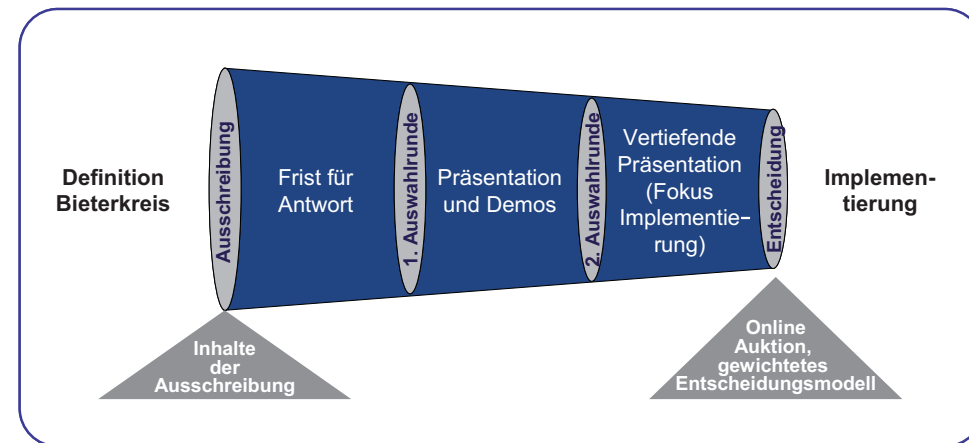 Definition
Bieterkreis
Ausschreibung
Frist für
Antwort
1. Auswahlrunde
Präsentation
und Demos
2. Auswahlrunde
Vertiefende
Präsentation
(Fokus
Implementie-
rung)
Entscheidung
Implemen-
tierung
Inhalte
der
Ausschreibung
Online
Auktion,
gewichtetes
Entscheidungsmodell